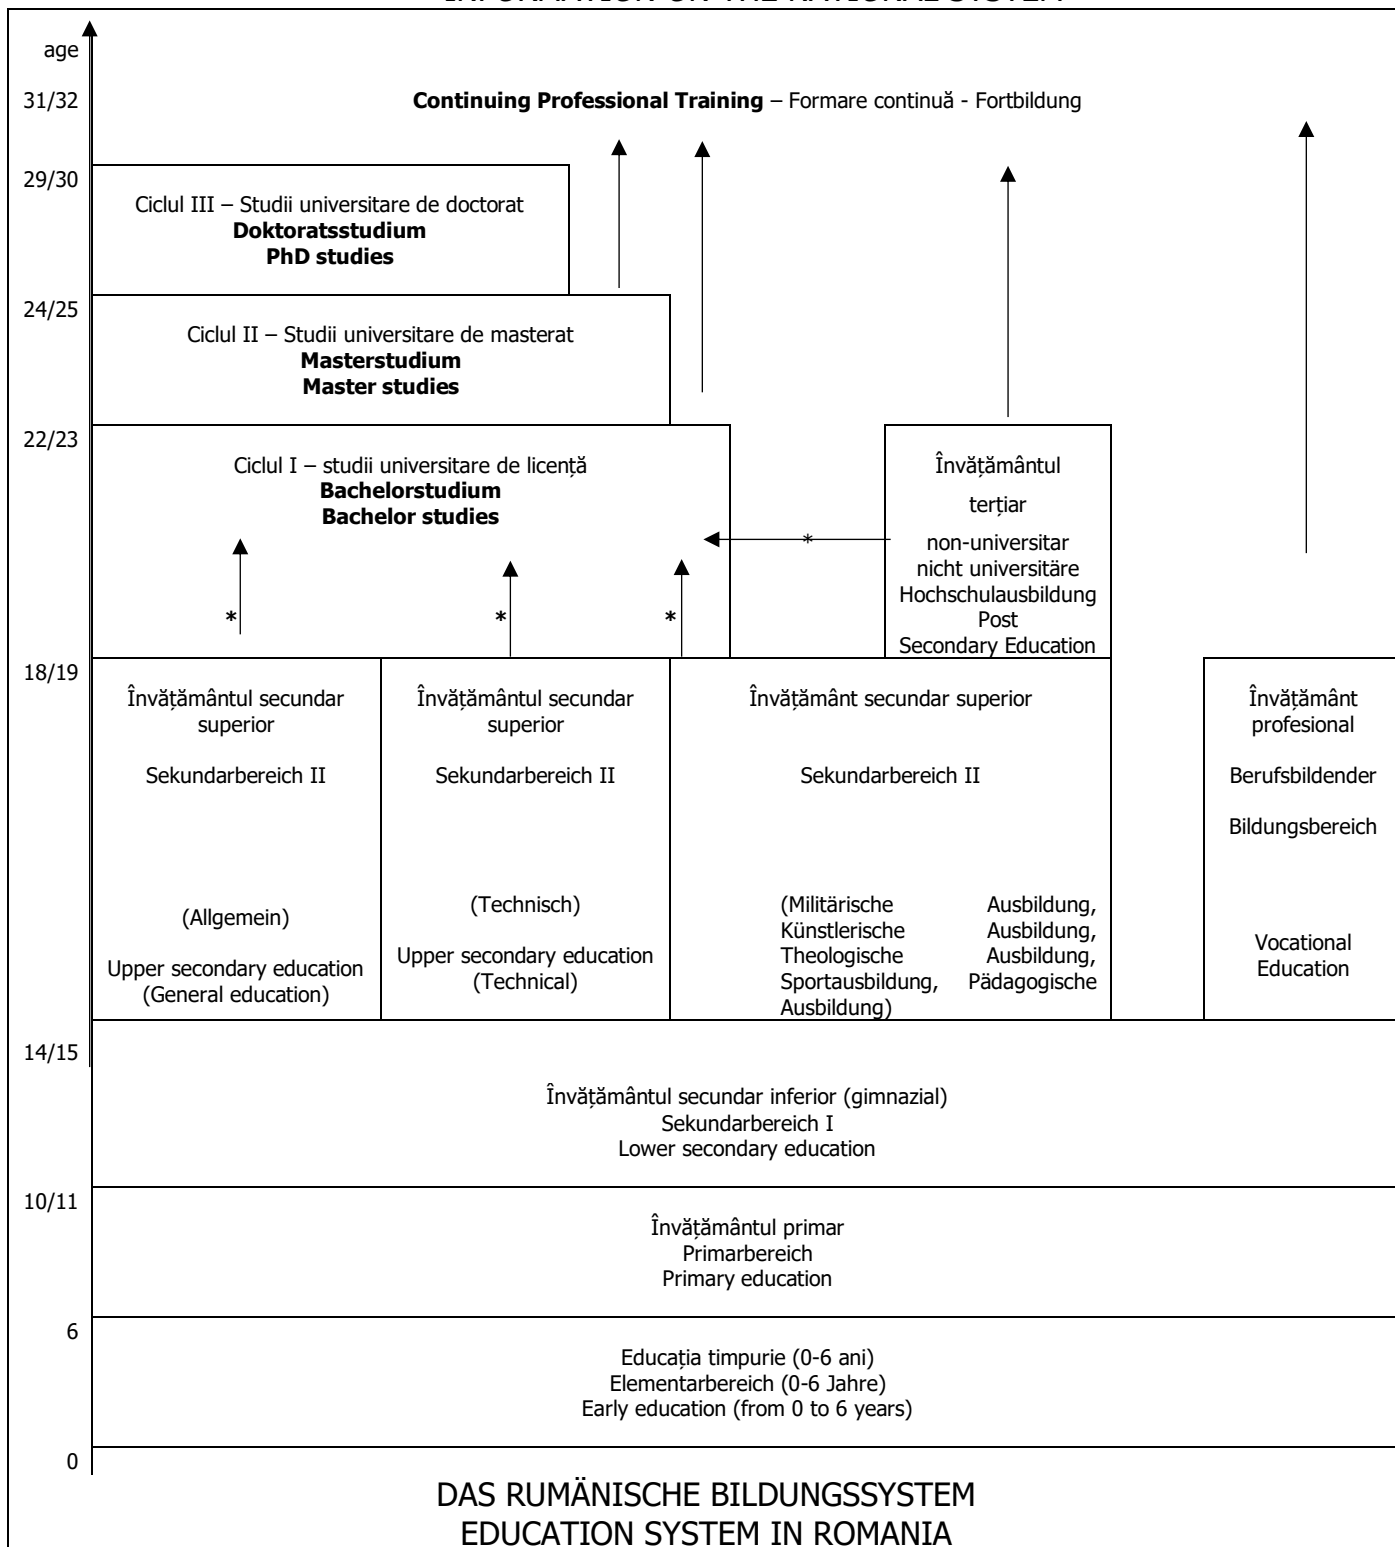 INFORMATION ON THE NATIONAL SYSTEM
age
31/32
Continuing Professional Training – Formare continuă - Fortbildung
29/30
Ciclul III – Studii universitare de doctorat
Doktoratsstudium
PhD studies
24/25
Ciclul II – Studii universitare de masterat
Masterstudium
Master studies
22/23
Ciclul I – studii universitare de licență
Bachelorstudium
Bachelor studies
*
*
*
*
Învățământul
terțiar
non-universitar
nicht universitäre
Hochschulausbildung
Post
Secondary Education
18/19
Învățământul secundar
superior
Sekundarbereich II
(Allgemein)
Upper secondary education
(General education)
Învățământul secundar
superior
Sekundarbereich II
(Technisch)
Upper secondary education
(Technical)
Învățământ secundar superior
Sekundarbereich II
(Militärische Ausbildung,
Künstlerische Ausbildung,
Theologische Ausbildung,
Sportausbildung, Pädagogische
Ausbildung)
Învățământ
profesional
Berufsbildender
Bildungsbereich
Vocational
Education
14/15
Învățământul secundar inferior (gimnazial)
Sekundarbereich I
Lower secondary education
10/11
Învățământul primar
Primarbereich
Primary education
6
Educația timpurie (0-6 ani)
Elementarbereich (0-6 Jahre)
Early education (from 0 to 6 years)
0
DAS RUMÄNISCHE BILDUNGSSYSTEM
EDUCATION SYSTEM IN ROMANIA